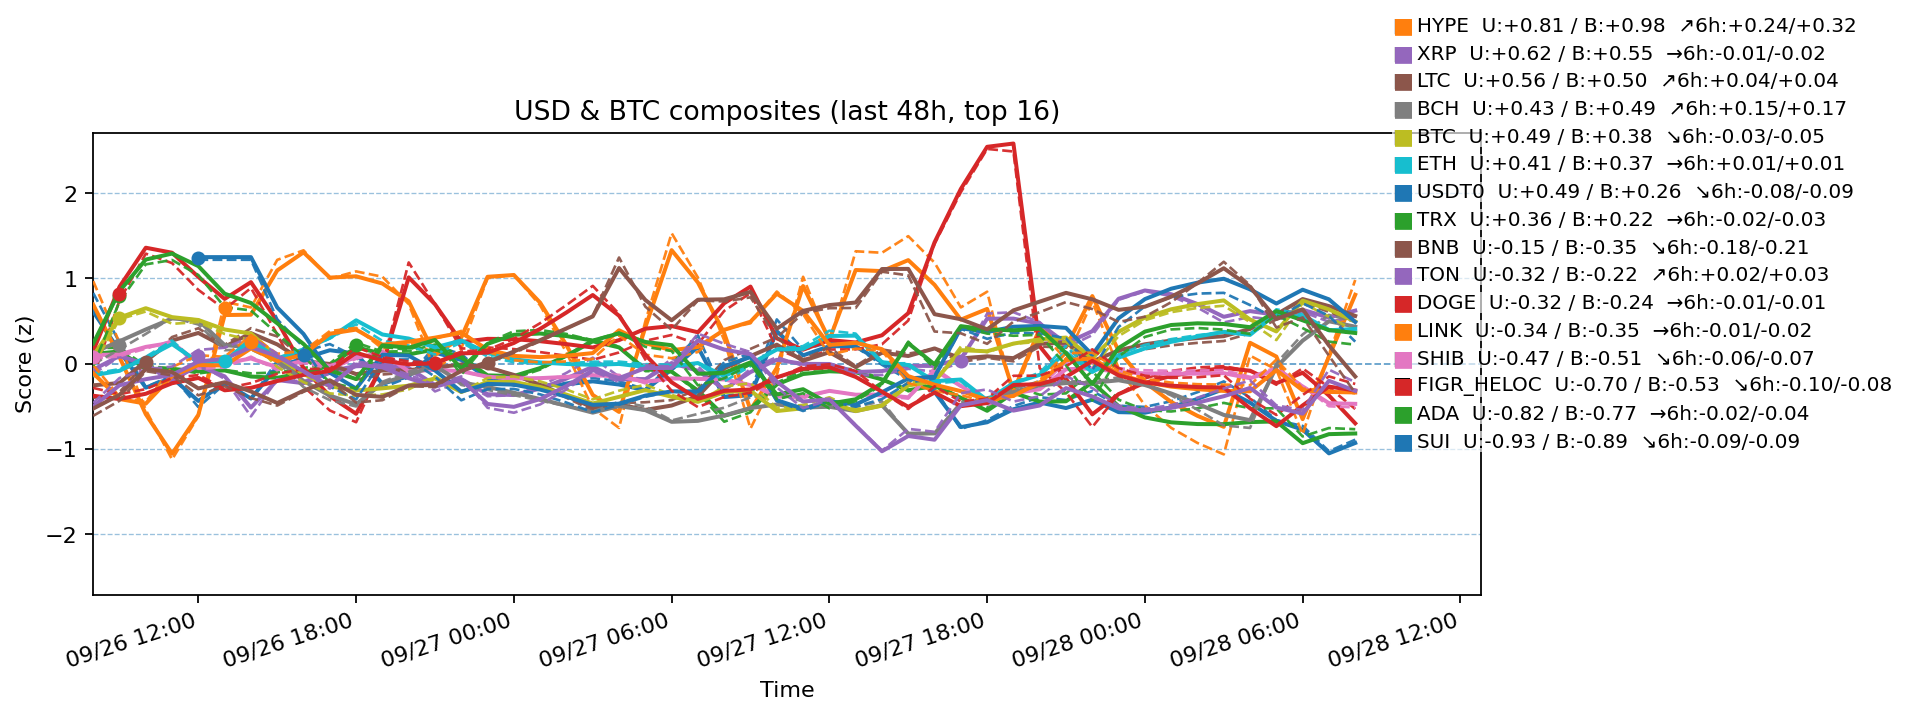 HYPE  U:+0.81 / B:+0.98  ↗6h:+0.24/+0.32
XRP  U:+0.62 / B:+0.55  →6h:-0.01/-0.02
LTC  U:+0.56 / B:+0.50  ↗6h:+0.04/+0.04
BCH  U:+0.43 / B:+0.49  ↗6h:+0.15/+0.17
BTC  U:+0.49 / B:+0.38  ↘6h:-0.03/-0.05
ETH  U:+0.41 / B:+0.37  →6h:+0.01/+0.01
USDT0  U:+0.49 / B:+0.26  ↘6h:-0.08/-0.09
TRX  U:+0.36 / B:+0.22  →6h:-0.02/-0.03
BNB  U:-0.15 / B:-0.35  ↘6h:-0.18/-0.21
TON  U:-0.32 / B:-0.22  ↗6h:+0.02/+0.03
DOGE  U:-0.32 / B:-0.24  →6h:-0.01/-0.01
LINK  U:-0.34 / B:-0.35  →6h:-0.01/-0.02
SHIB  U:-0.47 / B:-0.51  ↘6h:-0.06/-0.07
FIGR_HELOC  U:-0.70 / B:-0.53  ↘6h:-0.10/-0.08
ADA  U:-0.82 / B:-0.77  →6h:-0.02/-0.04
SUI  U:-0.93 / B:-0.89  ↘6h:-0.09/-0.09
USD & BTC composites (last 48h, top 16)
Score (z)
2
1
0
−1
−2
09/26 12:00
09/26 18:00
09/27 00:00
09/27 06:00
09/27 12:00
09/27 18:00
09/28 00:00
09/28 06:00
09/28 12:00
Time